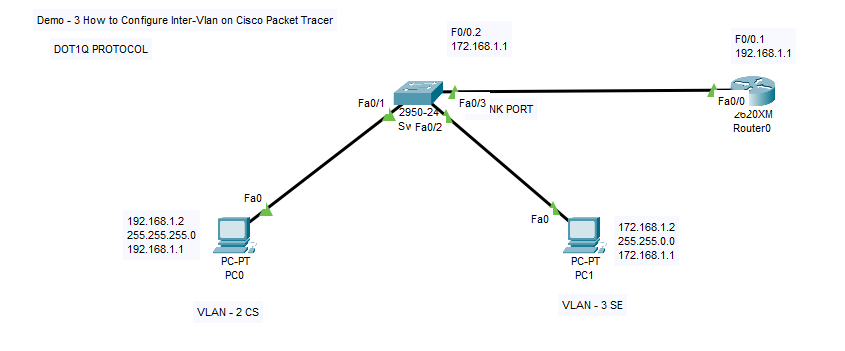 Demo - 3 How to Configure Inter-Vlan on Cisco Packet Tracer
DOT1Q PROTOCOL
F0/0.2
172.168.1.1
F0/0.1
192.168.1.1
Fa0/1
Fa0/3
NK PORT
2950-24
Sw
Fa0/2
Fa0/0
2620XM
Router0
Fa0
192.168.1.2
255.255.255.0
192.168.1.1
PC-PT
PC0
VLAN - 2 CS
Fa0
172.168.1.2
255.255.0.0
172.168.1.1
PC-PT
PC1
VLAN - 3 SE